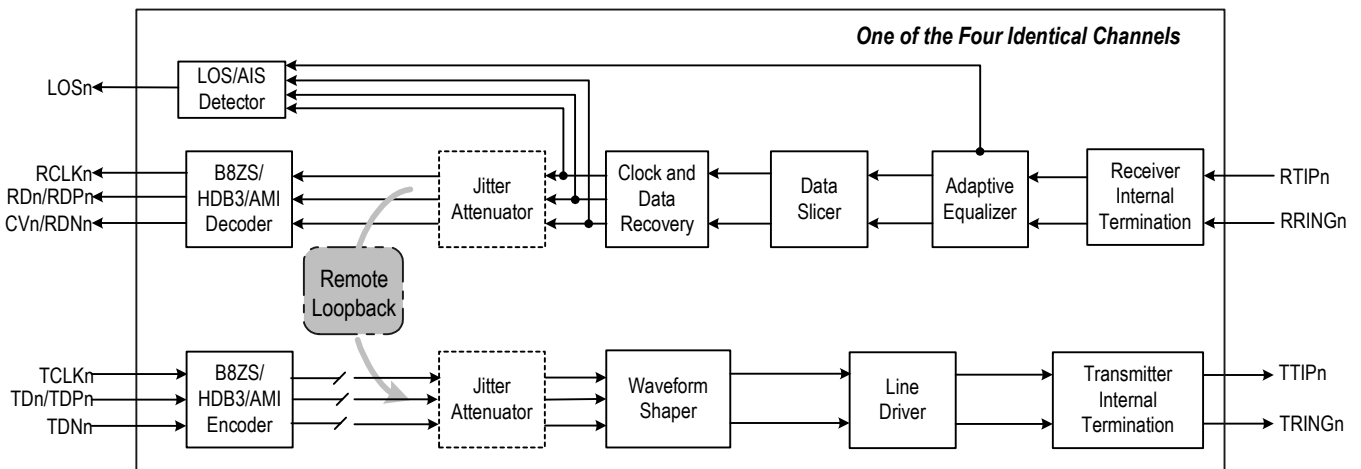 One of the Four Identical Channels
LOSn
LOS/AIS
Detector
RCLKn
RDn/RDPn
CVn/RDNn
B8ZS/
HDB3/AMI
Decoder
Jitter
Attenuator
Clock and
Data
Recovery
Data
Slicer
Adaptive
Equalizer
Receiver
Internal
Termination
RTIPn
RRINGn
Remote
Loopback
TCLKn
TDn/TDPn
TDNn
B8ZS/
HDB3/AMI
Encoder
Jitter
Attenuator
Waveform
Shaper
Line
Driver
Transmitter
Internal
Termination
TTIPn
TRINGn